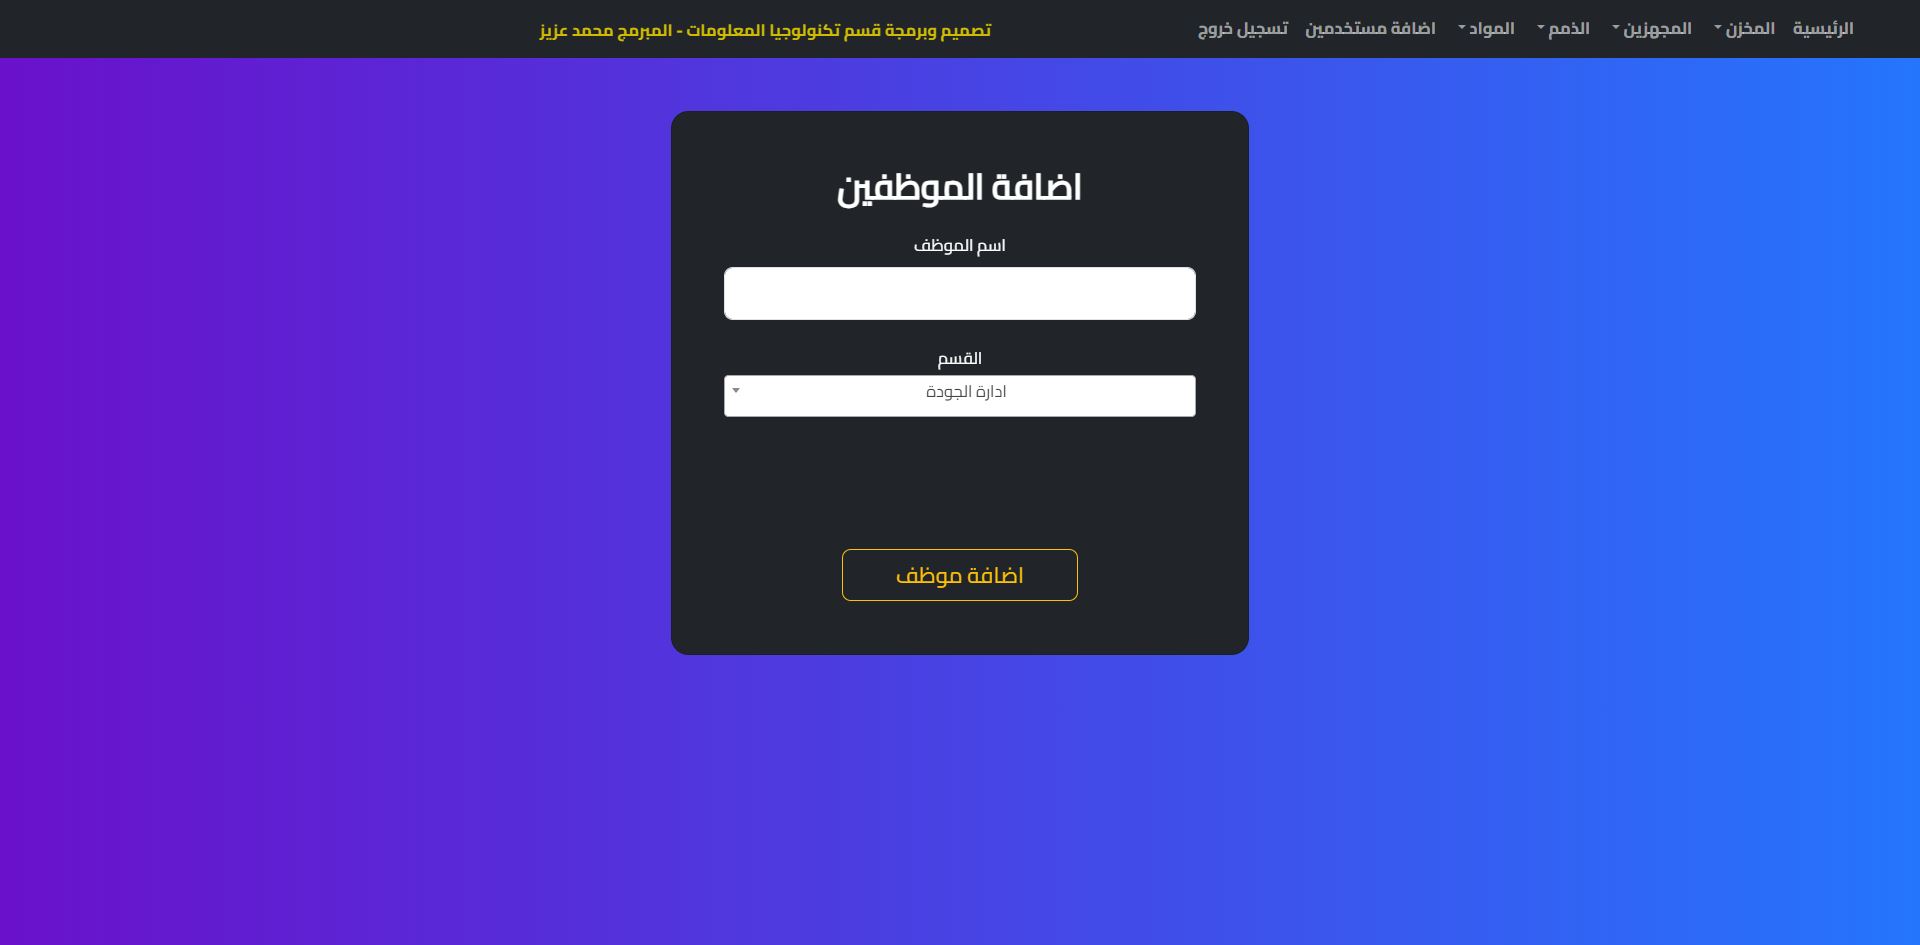 الرئيسية المخزن المجهزين الذمم المواد اضافة مستخدمين تسجيل خروج تصميم وبرمجة قسم تكنولوجيا المعلومات - المبرمج محمد عزيز
اضافة الموظفين
اسم الموظف
القسم
ادارة الجودة
اضافة موظف